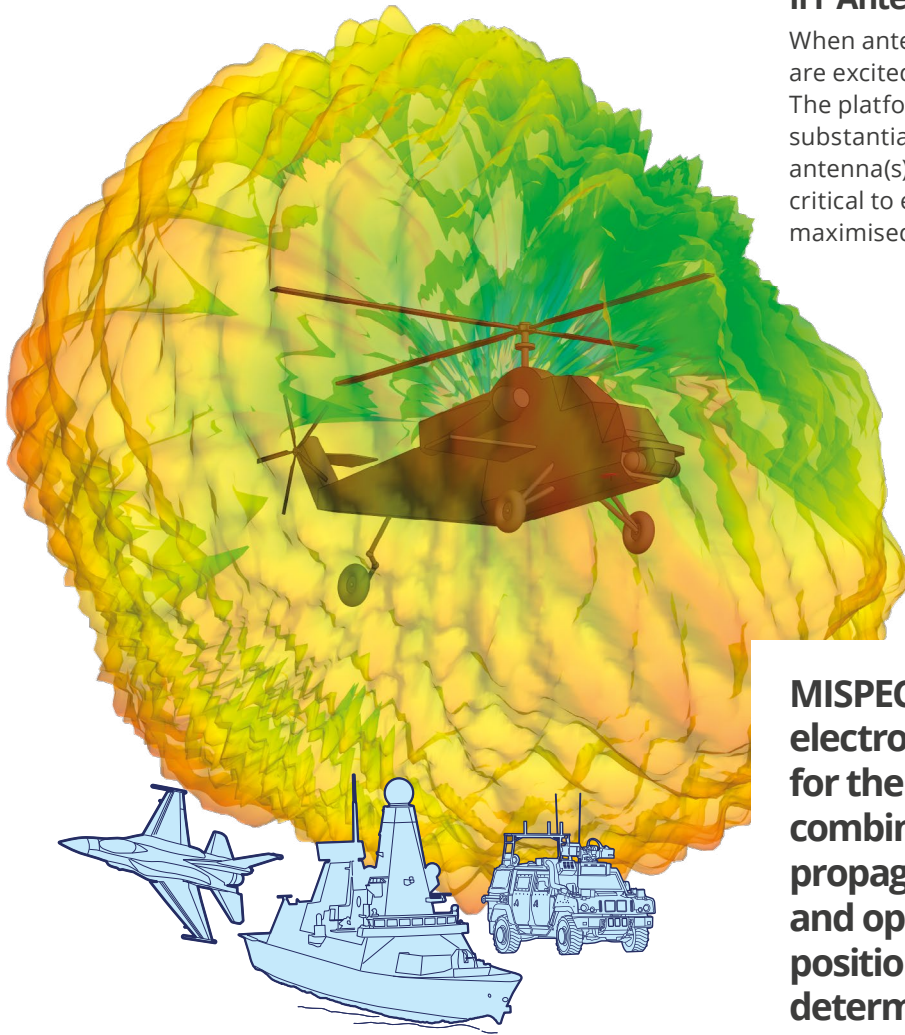 When ante
are excited
The platfo
substantia
antenna(s)
critical to e
maximised
MISPEC
electro
for the
combin
propag
and op
positio
determ